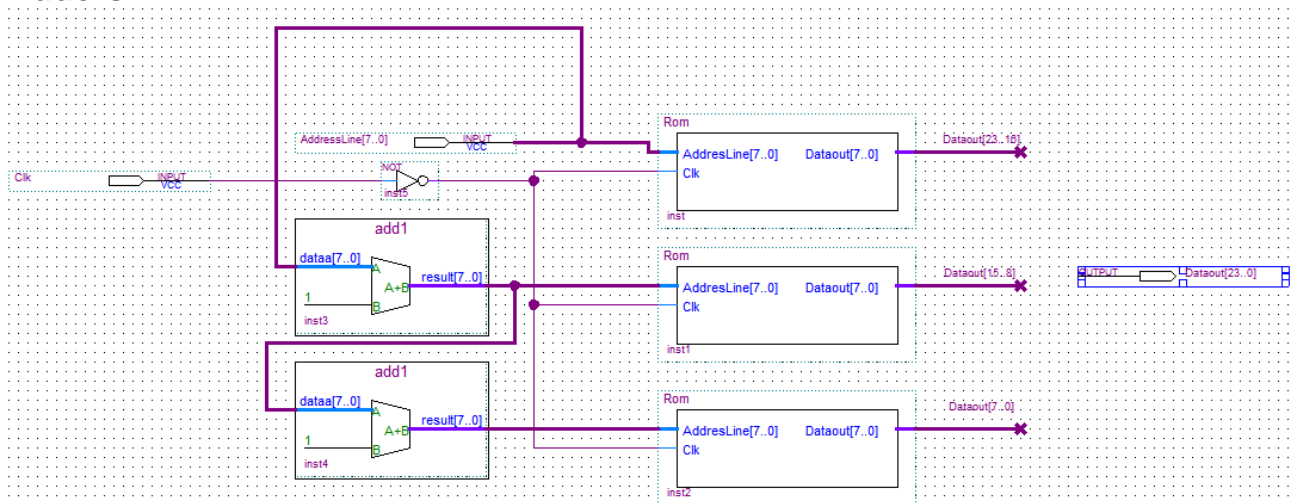 Rom
AddressLine[7..0]
INPUT
VCC
Dataout[23..16]
AddresLine[7..0]
Dataout[7..0]
Clk
inst
Clk
INPUT
VCC
NOT
inst5
add1
dataa[7..0]
A
A+B
B
1
result[7..0]
inst3
Rom
AddresLine[7..0]
Dataout[7..0]
Clk
inst1
Dataout[15..8]
OUTPUT
Dataout[23..0]
add1
dataa[7..0]
A
A+B
B
1
result[7..0]
inst4
Rom
AddresLine[7..0]
Dataout[7..0]
Clk
inst2
Dataout[7..0]